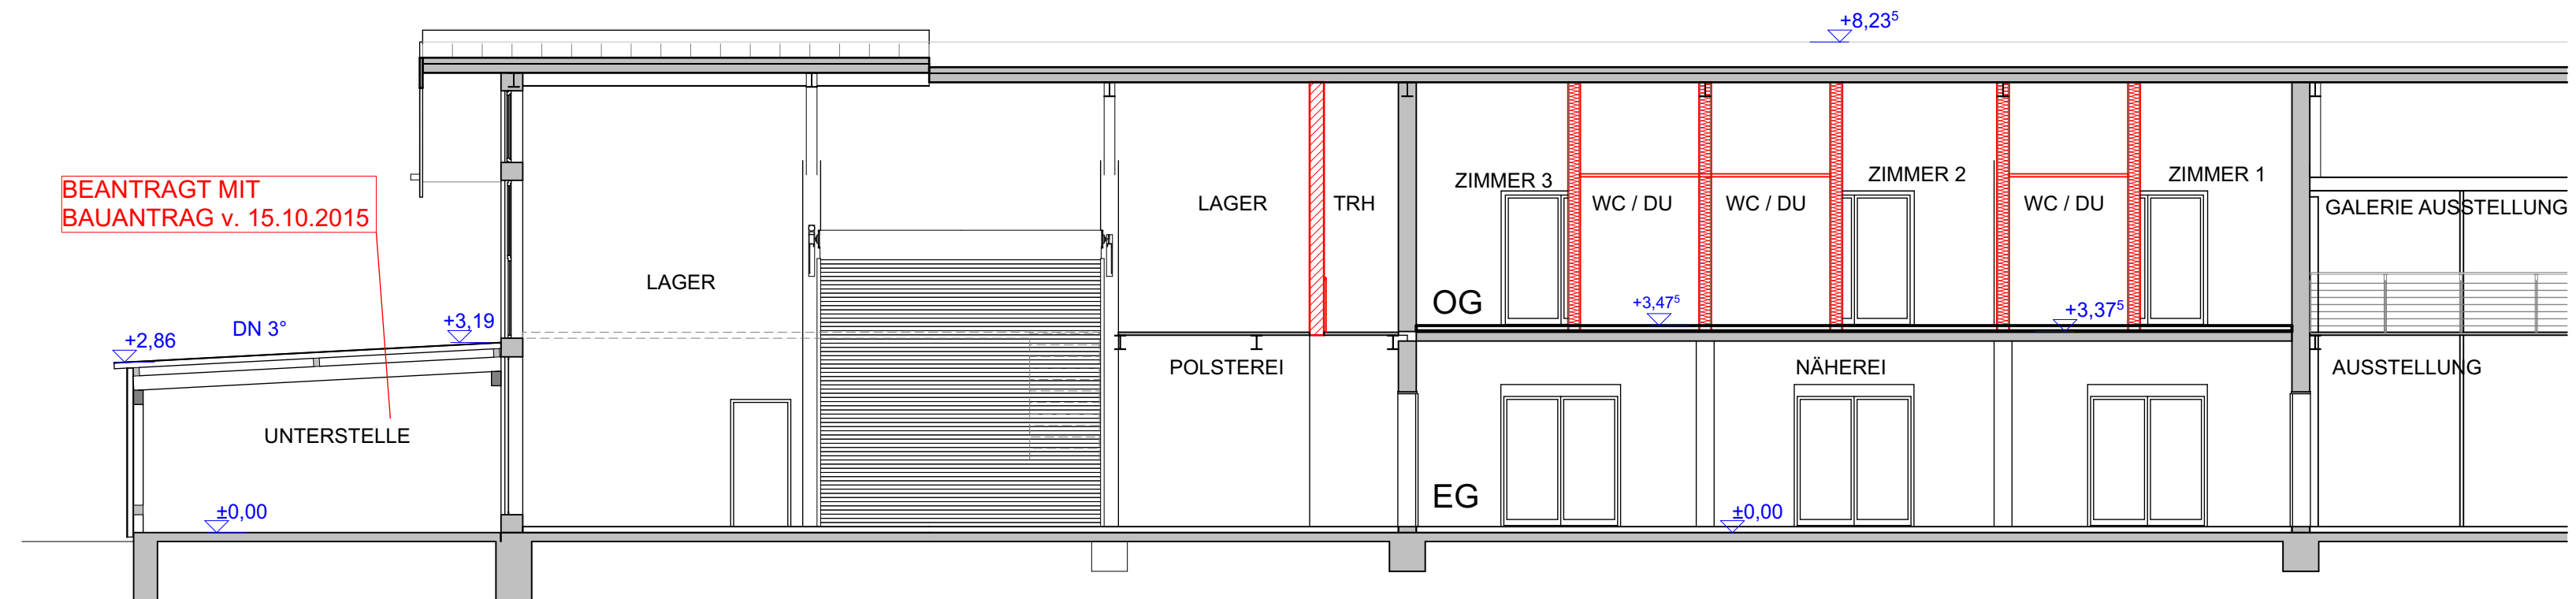 +8,23⁵
BEANTRAGT MIT
BAUANTRAG v. 15.10.2015
ZIMMER 3
ZIMMER 2
ZIMMER 1
LAGER
TRH
WC / DU
WC / DU
WC / DU
GALERIE AUSSTELLUNG
LAGER
OG
+3,47⁵
+3,37⁵
+2,86
DN 3°
+3,19
POLSTEREI
NÄHEREI
AUSSTELLUNG
UNTERSTELLE
EG
±0,00
±0,00